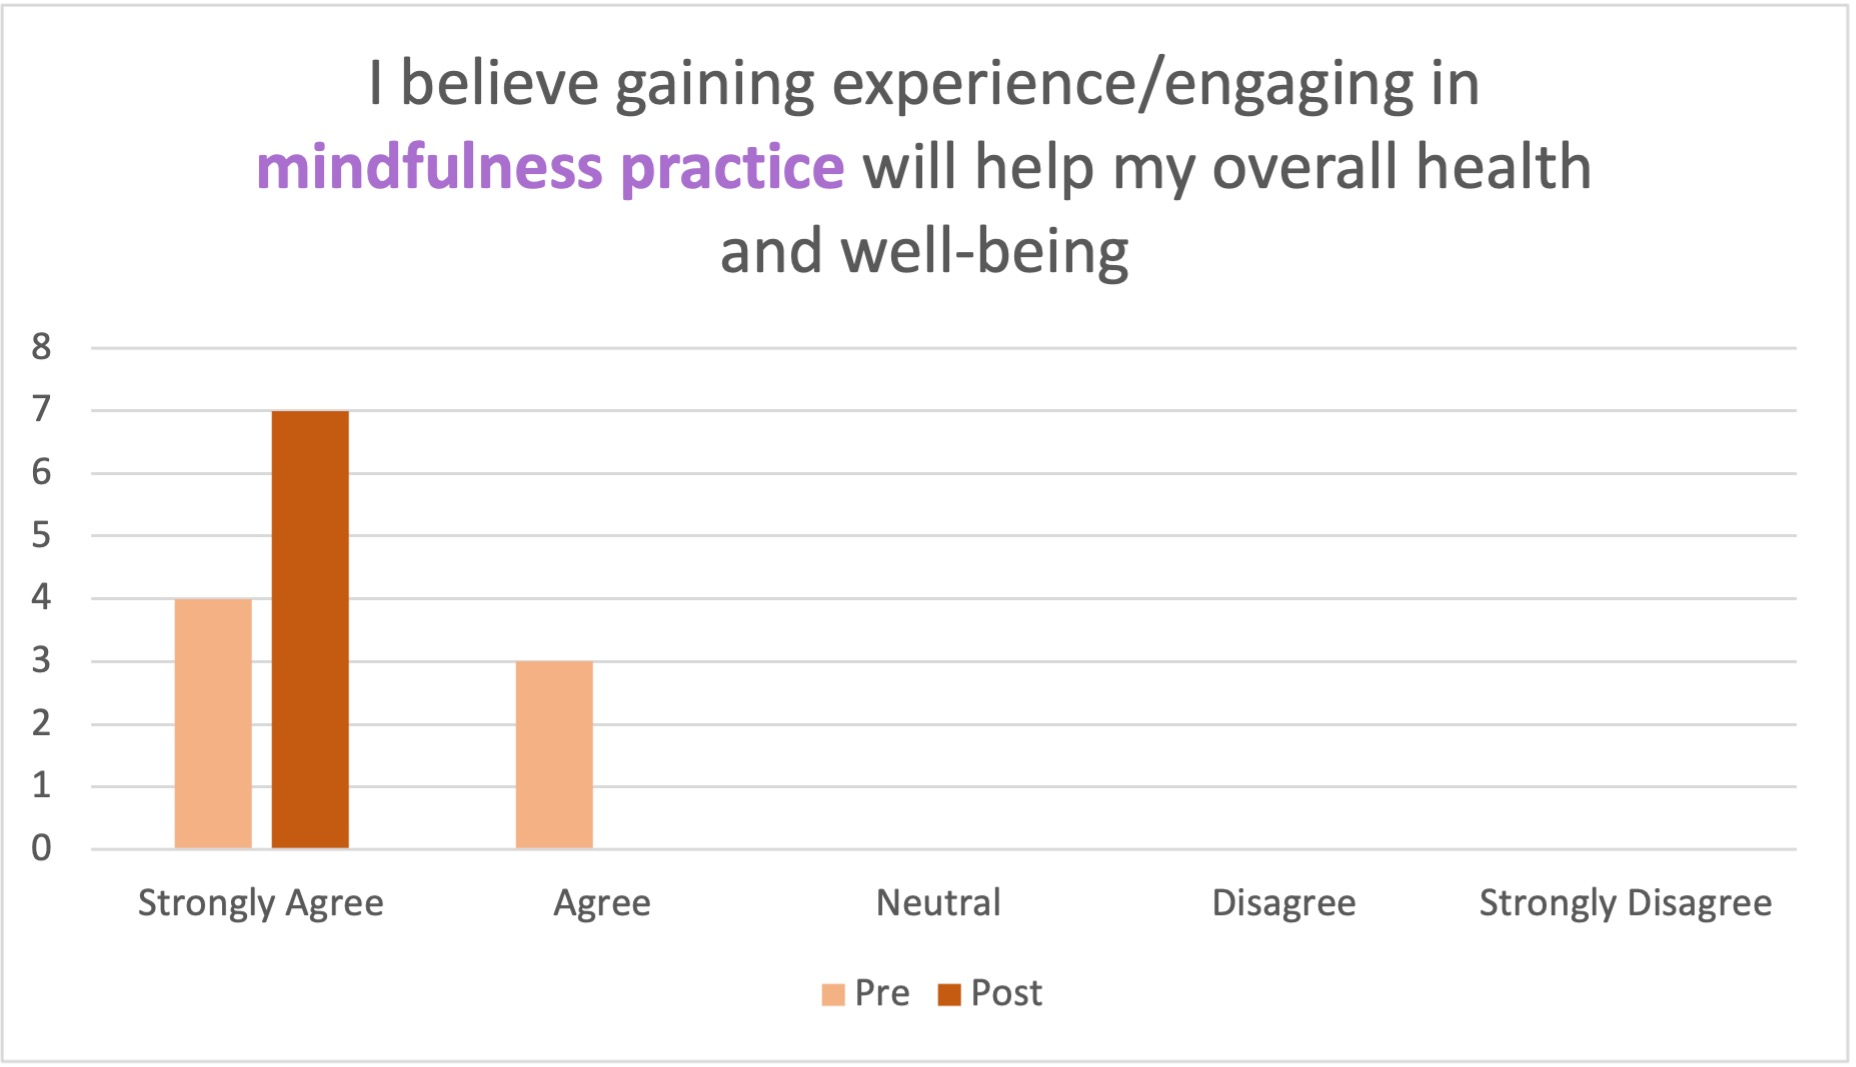 I believe gaining experience/engaging in
mindfulness practice will help my overall health
and well-being
8
7
6
5
4
3
2
1
0
Strongly Agree Agree Neutral Disagree Strongly Disagree
Pre Post